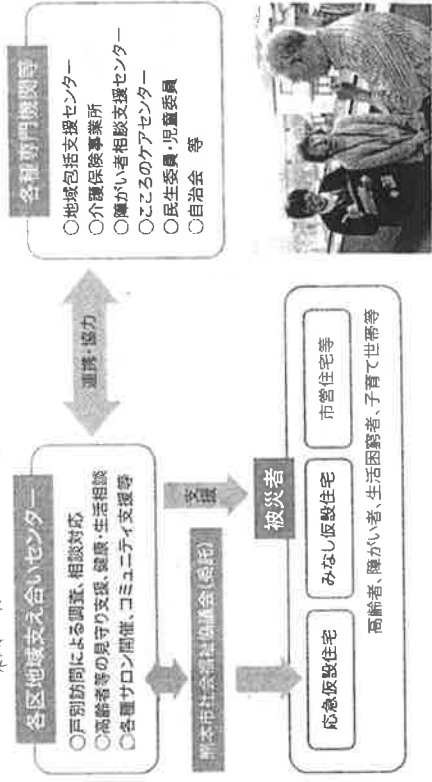 各区地域支え合いセンター
○戸別訪問による調査、相談対応
○高齢者等の見守り支援、健康・生活相談
○各種サロン開催、コミュニティ支援等
連携・協力
各種専門機関等
○地域包括支援センター
○介護保険事業所
○障がい者相談支援センター
○こころのケアセンター
○民生委員・児童委員
○自治会　等
熊本市社会福祉協議会(委託)
支援
被災者
応急仮設住宅
みなし仮設住宅
市営住宅等
高齢者、障がい者、生活困窮者、子育て世帯等